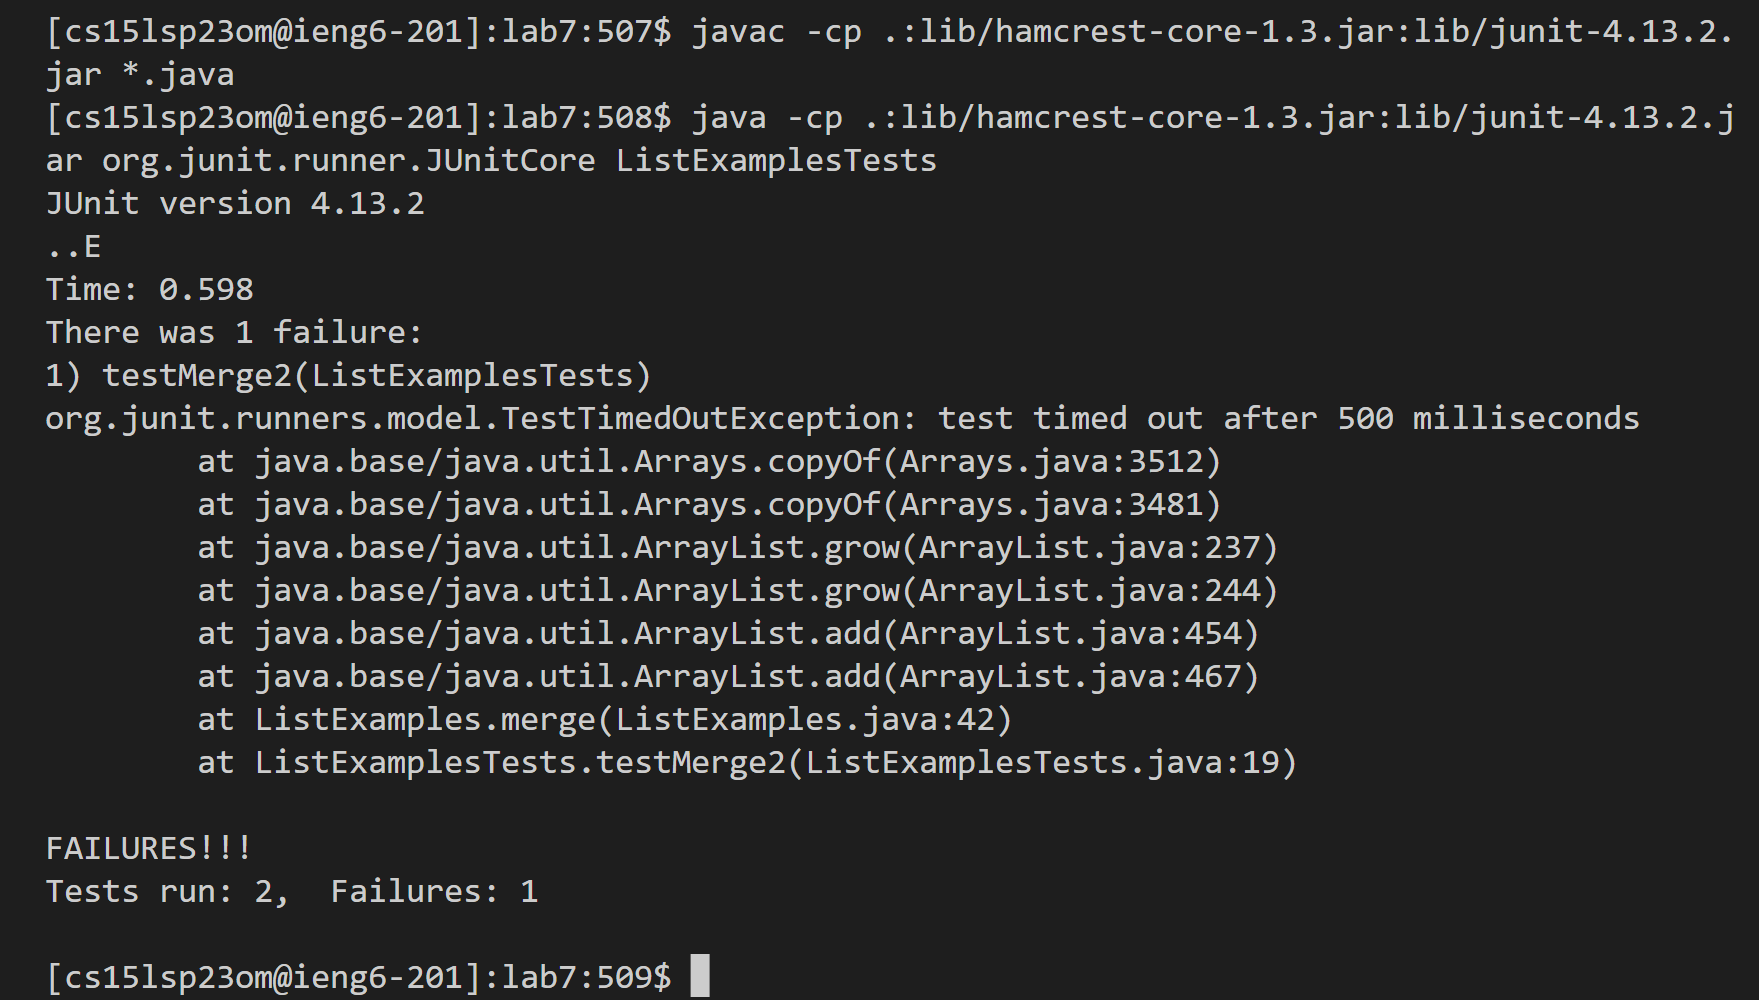 [cs15lsp23om@ieng6-201]:lab7:507$ javac -cp .:lib/hamcrest-core-1.3.jar:lib/junit-4.13.2.
jar *.java
[cs15lsp23om@ieng6-201]:lab7:508$ java -cp .:lib/hamcrest-core-1.3.jar:lib/junit-4.13.2.j
ar org.junit.runner.JUnitCore ListExamplesTests
JUnit version 4.13.2
..E
Time: 0.598
There was 1 failure:
1) testMerge2(ListExamplesTests)
org.junit.runners.model.TestTimedOutException: test timed out after 500 milliseconds
        at java.base/java.util.Arrays.copyOf(Arrays.java:3512)
        at java.base/java.util.Arrays.copyOf(Arrays.java:3481)
        at java.base/java.util.ArrayList.grow(ArrayList.java:237)
        at java.base/java.util.ArrayList.grow(ArrayList.java:244)
        at java.base/java.util.ArrayList.add(ArrayList.java:454)
        at java.base/java.util.ArrayList.add(ArrayList.java:467)
        at ListExamples.merge(ListExamples.java:42)
        at ListExamplesTests.testMerge2(ListExamplesTests.java:19)

FAILURES!!!
Tests run: 2,  Failures: 1

[cs15lsp23om@ieng6-201]:lab7:509$